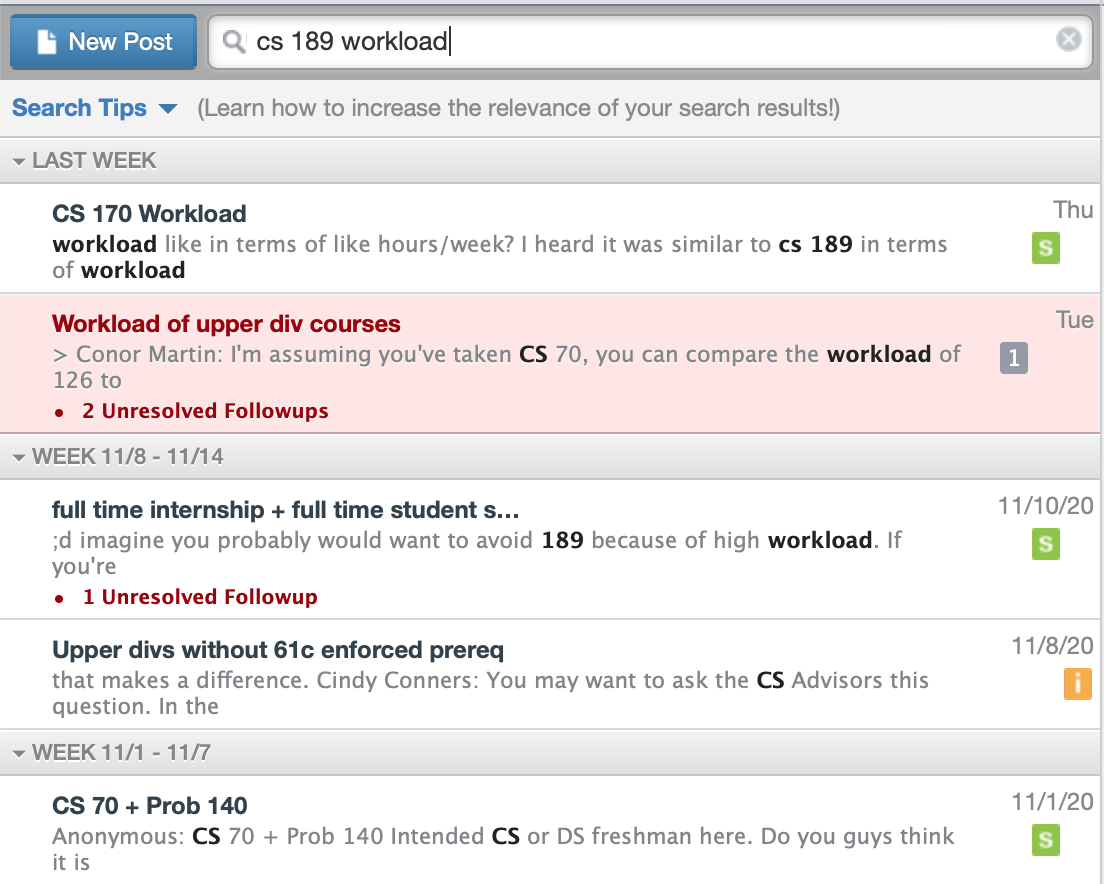 New Post
cs 189 workload
Search Tips (Learn how to increase the relevance of your search results!)
LAST WEEK
CS 170 Workload
Thu
workload like in terms of like hours/week? I heard it was similar to cs 189 in terms
of workload
S
Workload of upper div courses
Tue
> Conor Martin: I'm assuming you've taken CS 70, you can compare the workload of
126 to
1
• 2 Unresolved Followups
WEEK 11/8 - 11/14
full time internship + full time student s...
11/10/20
;d imagine you probably would want to avoid 189 because of high workload. If
you're
S
• 1 Unresolved Followup
Upper divs without 61c enforced prereq
11/8/20
that makes a difference. Cindy Conners: You may want to ask the CS Advisors this
question. In the
i
WEEK 11/1 - 11/7
CS 70 + Prob 140
11/1/20
Anonymous: CS 70 + Prob 140 Intended CS or DS freshman here. Do you guys think
it is
S